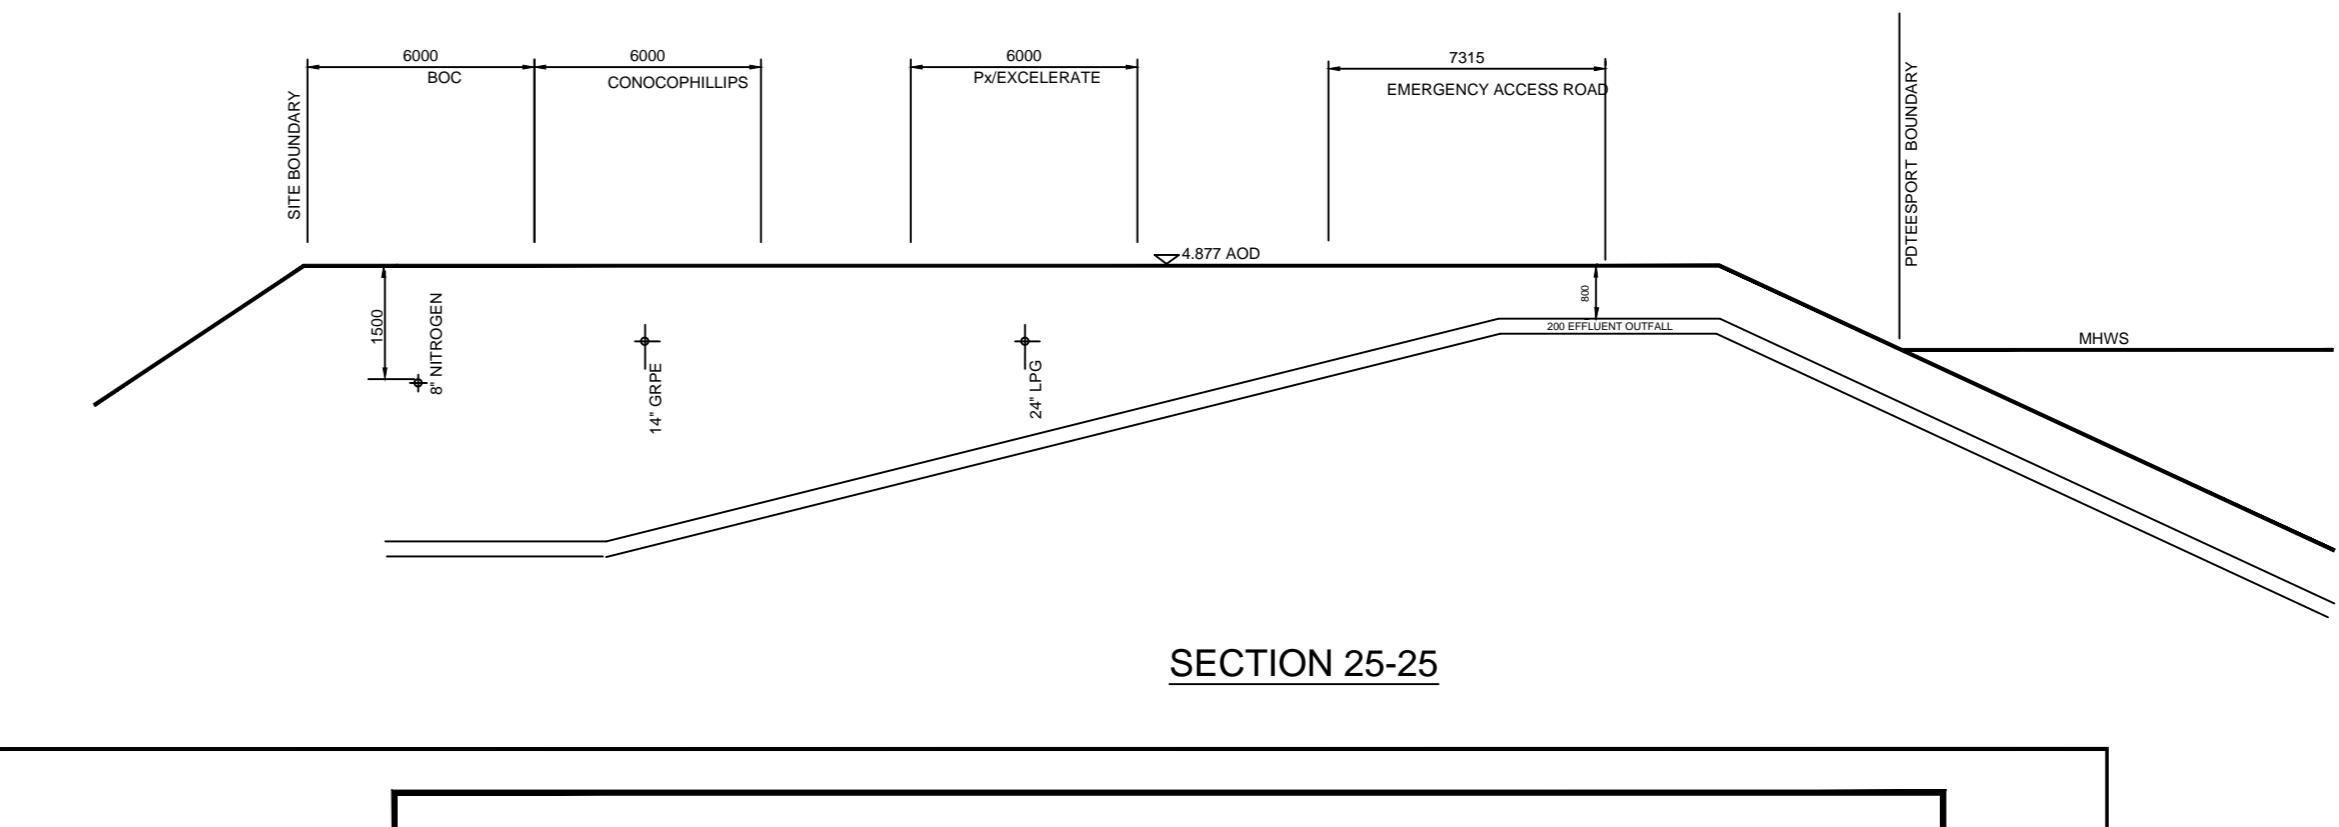 6000
BOC
6000
CONOCOPHILLIPS
6000
Px/EXCELERATE
7315
EMERGENCY ACCESS ROAD
SITE BOUNDARY
PDTEESPORT BOUNDARY
4.877 AOD
1500
8" NITROGEN
14" GRPE
24" LPG
800
200 EFFLUENT OUTFALL
MHWS
SECTION 25-25